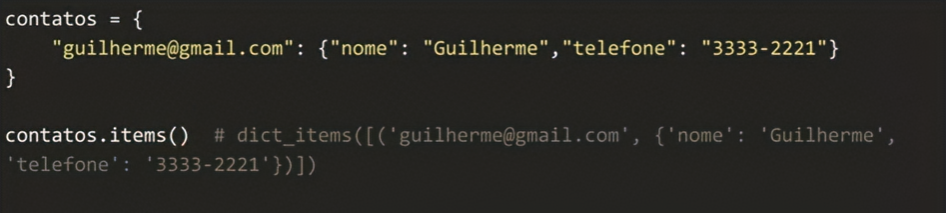 contatos = {
    "guilherme@gmail.com": {"nome": "Guilherme","telefone": "3333-2221"}
}
contatos.items()  # dict_items([('guilherme@gmail.com', {'nome': 'Guilherme',
'telefone': '3333-2221'})])